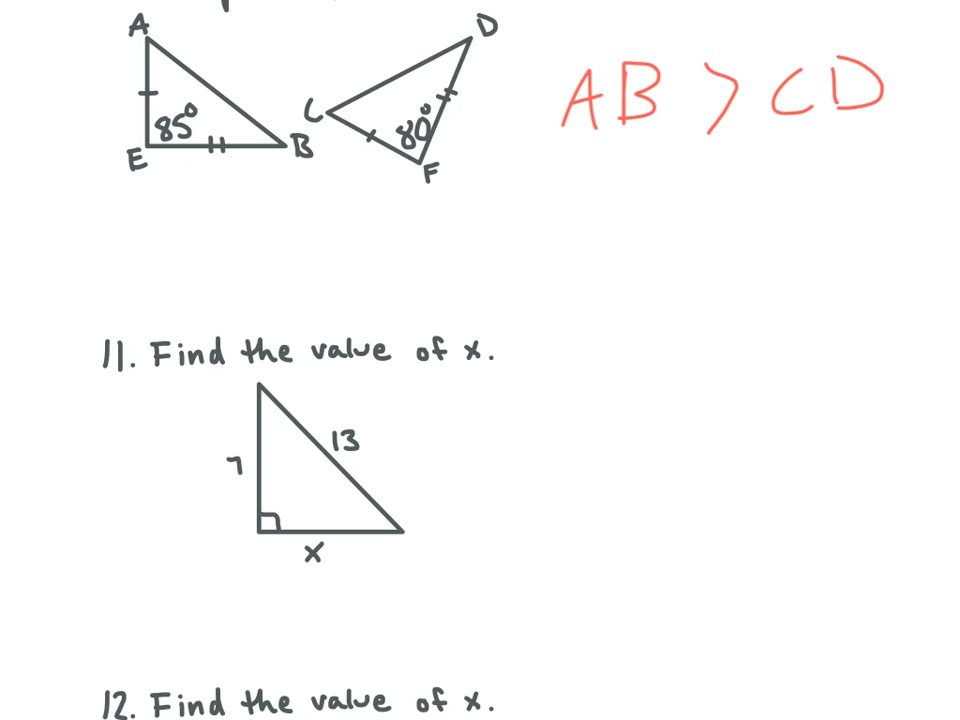 A
D
AB > CD
85°
C
80°
E
B
F
11. Find the value of x.
13
7
x
12. Find the value of x.